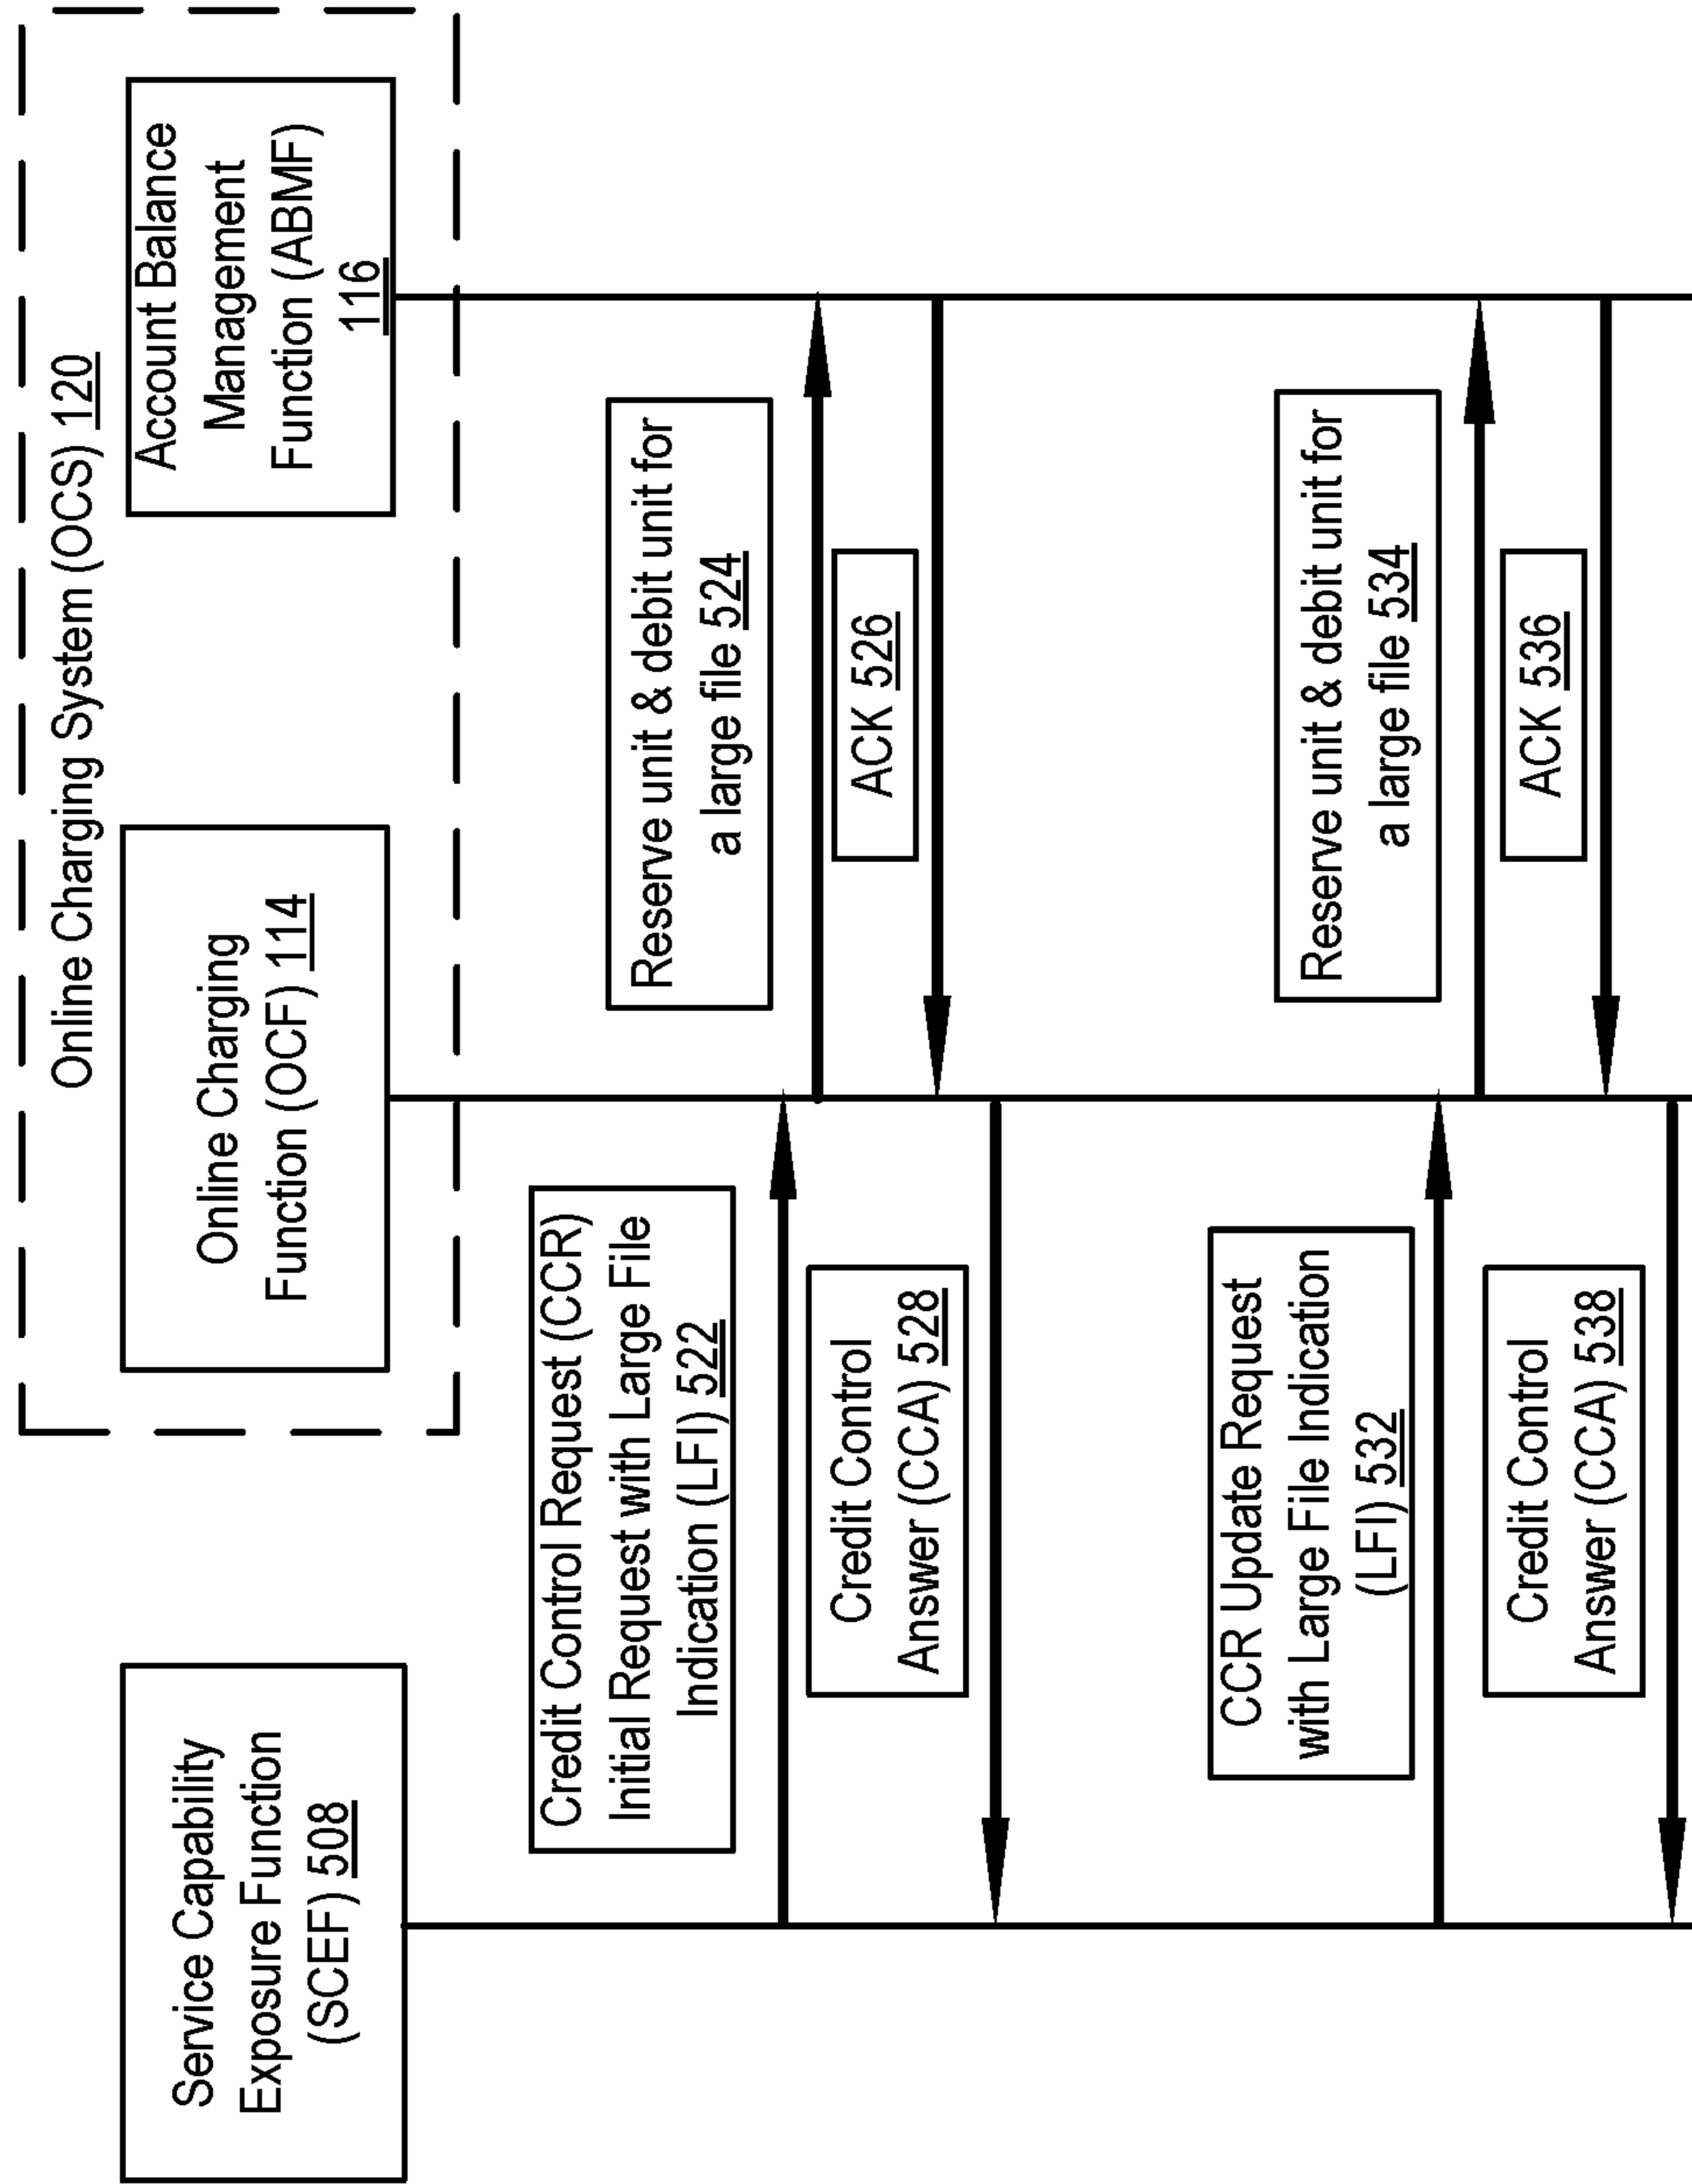 Online Charging System (OCS) 120
Service Capability
Exposure Function
(SCEF) 508
Online Charging
Function (OCF) 114
Account Balance
Management
Function (ABMF)
116
Credit Control Request (CCR)
Initial Request with Large File
Indication (LFI) 522
Reserve unit & debit unit for
a large file 524
ACK 526
Credit Control
Answer (CCA) 528
CCR Update Request
with Large File Indication
(LFI) 532
Reserve unit & debit unit for
a large file 534
ACK 536
Credit Control
Answer (CCA) 538